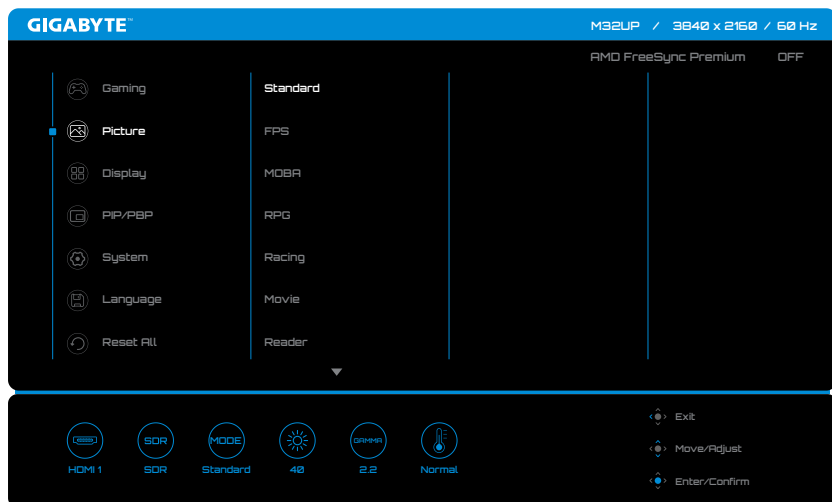 GIGABYTE™
M32UP / 3840 x 2160 / 60 Hz
AMD FreeSync Premium OFF
Gaming
Picture
Display
PIP/PBP
System
Language
Reset All
Standard
FPS
MOBA
RPG
Racing
Movie
Reader
SDR
MODE
GAMMA
HDMI 1
SDR
Standard
40
2.2
Normal
Exit
Move/Adjust
Enter/Confirm